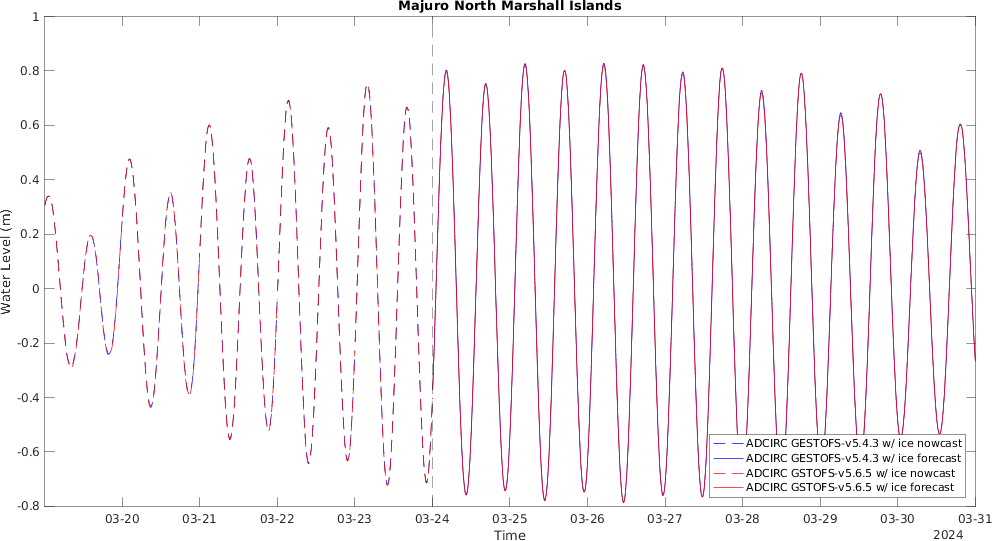 Majuro North Marshall Islands
1
0.8
0.6
0.4
0.2
0
-0.2
-0.4
-0.6
-0.8
Water Level (m)
ADCIRC GESTOFS-v5.4.3 w/ ice nowcast
ADCIRC GESTOFS-v5.4.3 w/ ice forecast
ADCIRC GSTOFS-v5.6.5 w/ ice nowcast
ADCIRC GSTOFS-v5.6.5 w/ ice forecast
03-20 03-21 03-22 03-23 03-24 03-25 03-26 03-27 03-28 03-29 03-30 03-31
Time
2024